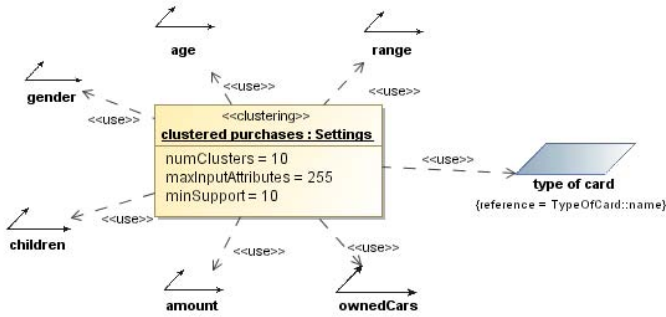 age
range
<<use>>
<<use>>
gender
<<use>>
<<clustering>>
clustered purchases : Settings
numClusters = 10
maxInputAttributes = 255
minSupport = 10
<<use>>
type of card
{reference = TypeOfCard::name}
<<use>>
children
<<use>>
<<use>>
amount
ownedCars